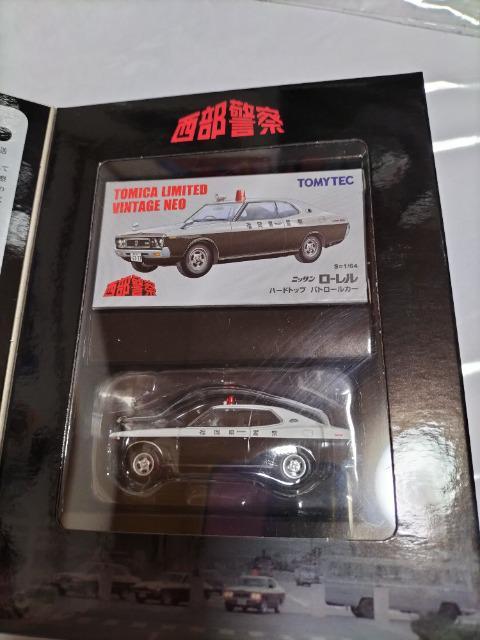 西部警察
TOMICA LIMITED
VINTAGE NEO
TOMYTEC
西部警察
S=1/64
ニッサン ローレル
ハードトップ パトロールカー